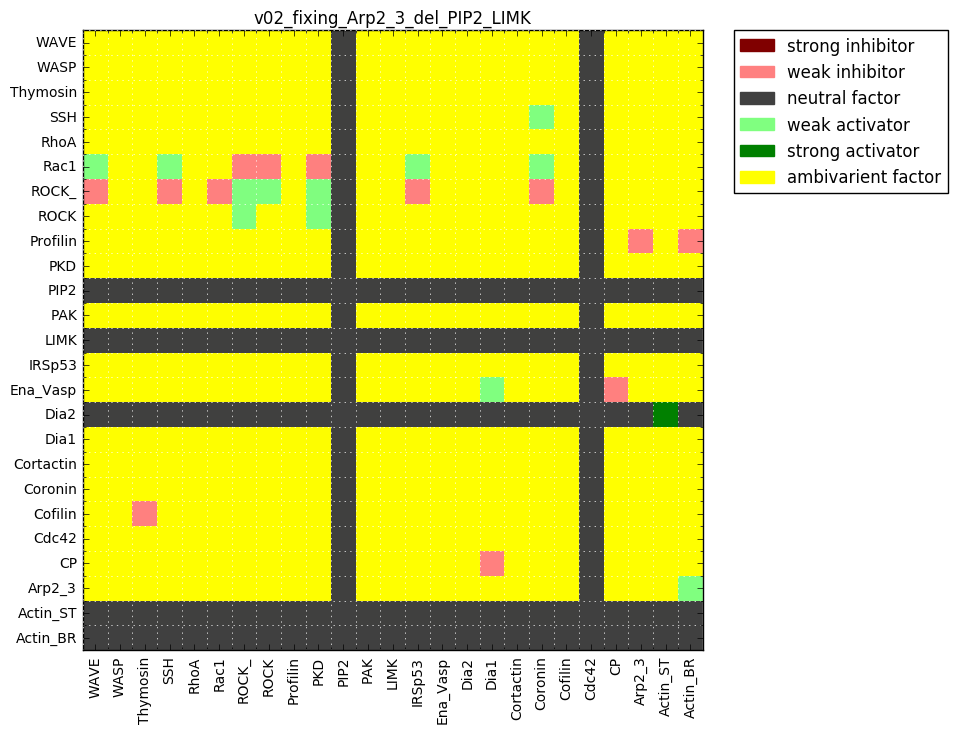 v02_fixing_Arp2_3_del_PIP2_LIMK
WAVE
WASP
Thymosin
SSH
RhoA
Rac1
ROCK_
ROCK
Profilin
PKD
PIP2
PAK
LIMK
IRSp53
Ena_Vasp
Dia2
Dia1
Cortactin
Coronin
Cofilin
Cdc42
CP
Arp2_3
Actin_ST
Actin_BR
WAVE
WASP
Thymosin
SSH
RhoA
Rac1
ROCK_
ROCK
Profilin
PKD
PIP2
PAK
LIMK
IRSp53
Ena_Vasp
Dia2
Dia1
Cortactin
Coronin
Cofilin
Cdc42
CP
Arp2_3
Actin_ST
Actin_BR
strong inhibitor
weak inhibitor
neutral factor
weak activator
strong activator
ambivarient factor